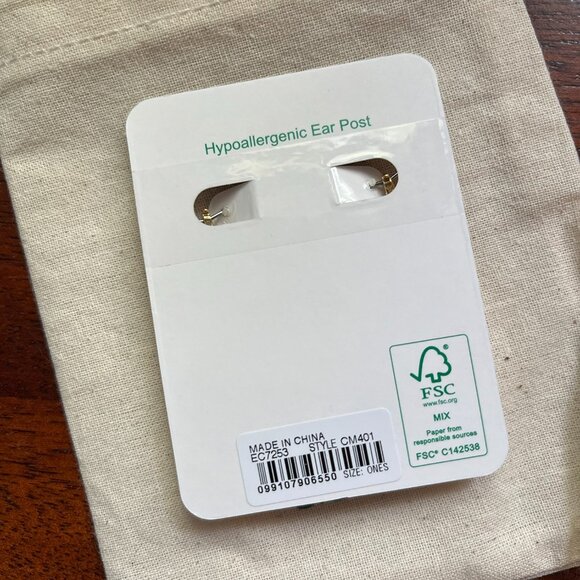 Hypoallergenic Ear Post
FSC
www.fsc.org
MIX
Paper from
responsible sources
FSC® C142538
MADE IN CHINA
EC7253 STYLE CM401
099107906550 SIZE: ONES